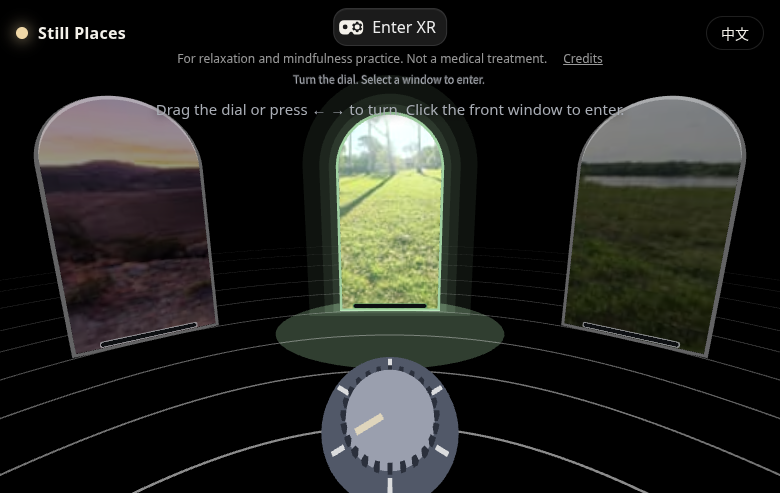 Enter XR
Still Places
中文
For relaxation and mindfulness practice. Not a medical treatment. Credits
Turn the dial. Select a window to enter.
Drag the dial or press ← → to turn. Click the front window to enter.